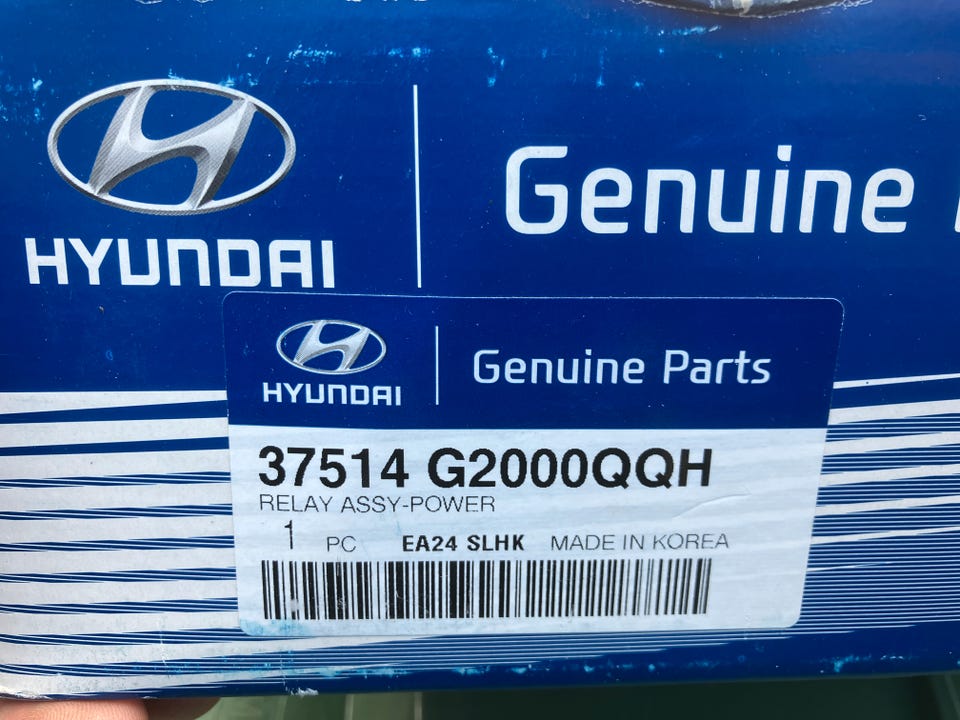 HYUNDAI
Genuine
HYUNDAI
Genuine Parts
37514 G2000QQH
RELAY ASSY-POWER
1 PC EA24 SLHK MADE IN KOREA